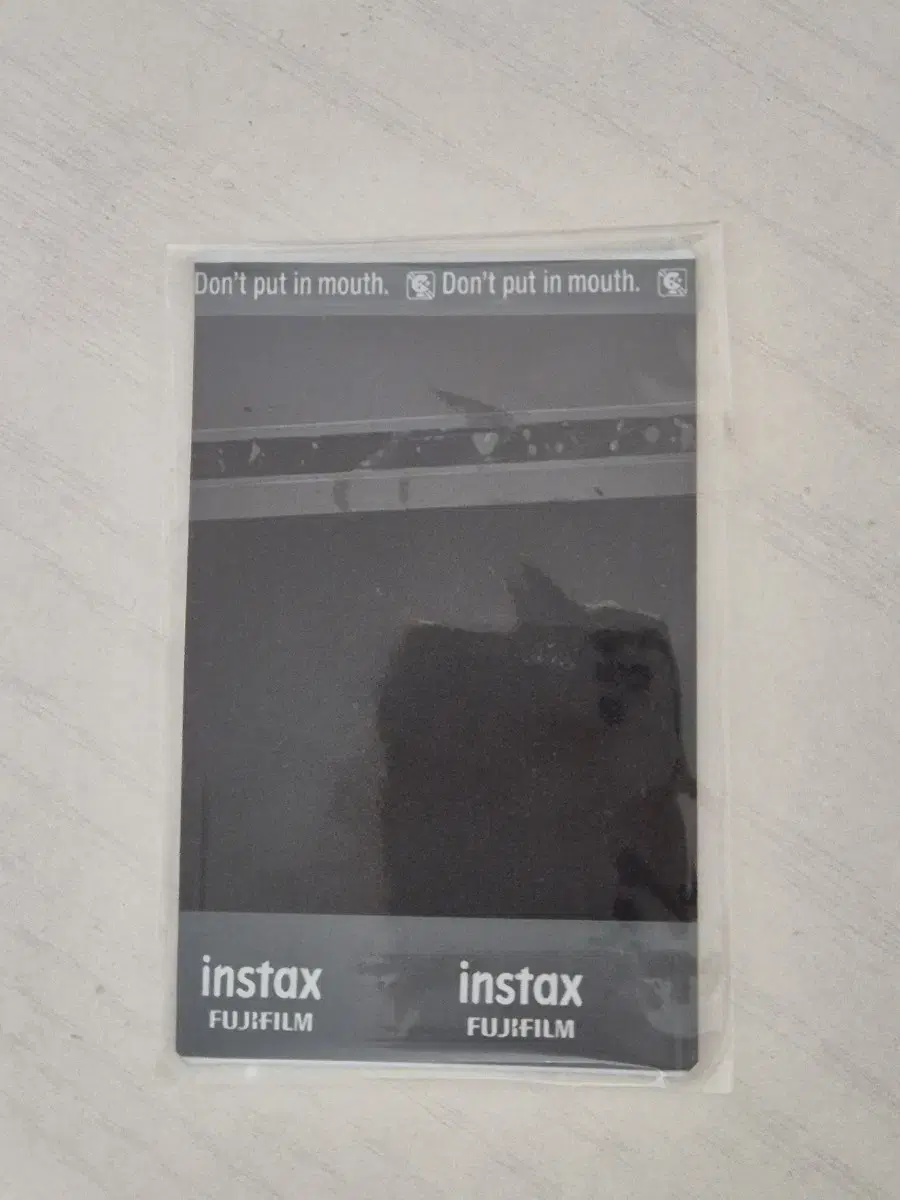 Don't put in mouth. Don't put in mouth.
instax instax
FUJIFILM FUJIFILM